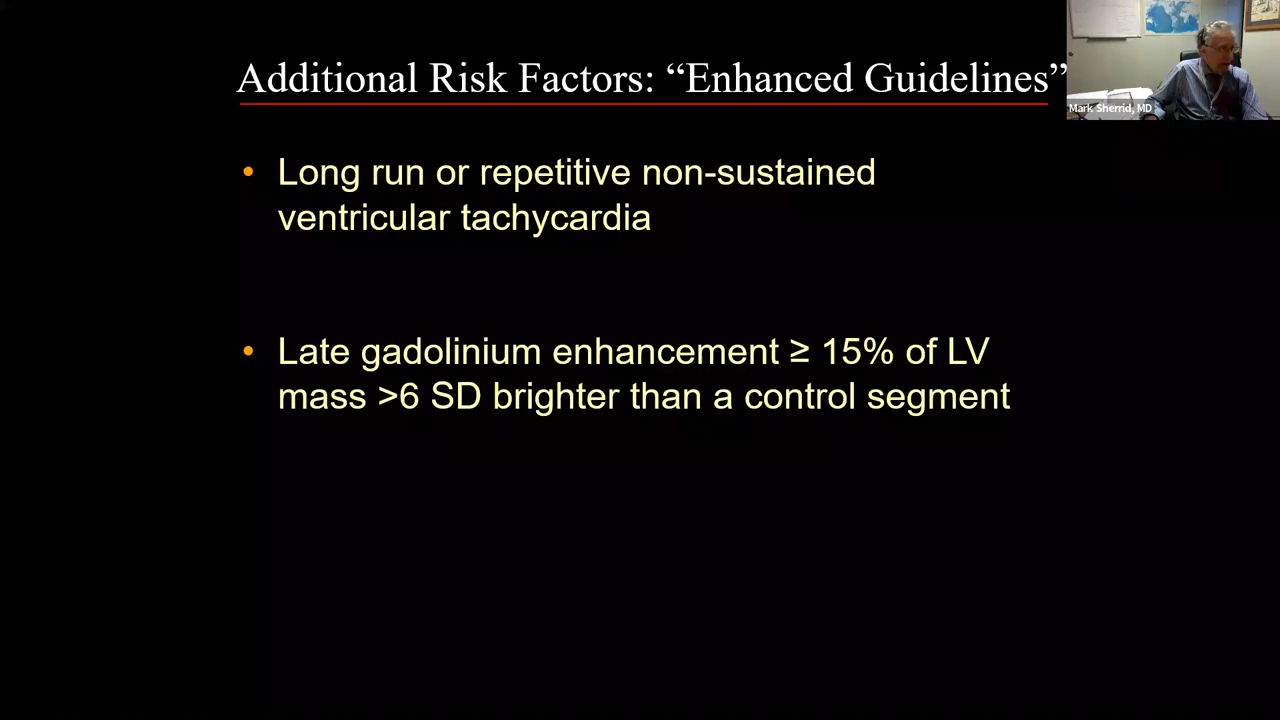 Additional Risk Factors: “Enhanced Guidelines”
Mark Sherrid, MD
• Long run or repetitive non-sustained
ventricular tachycardia
• Late gadolinium enhancement ≥ 15% of LV
mass >6 SD brighter than a control segment